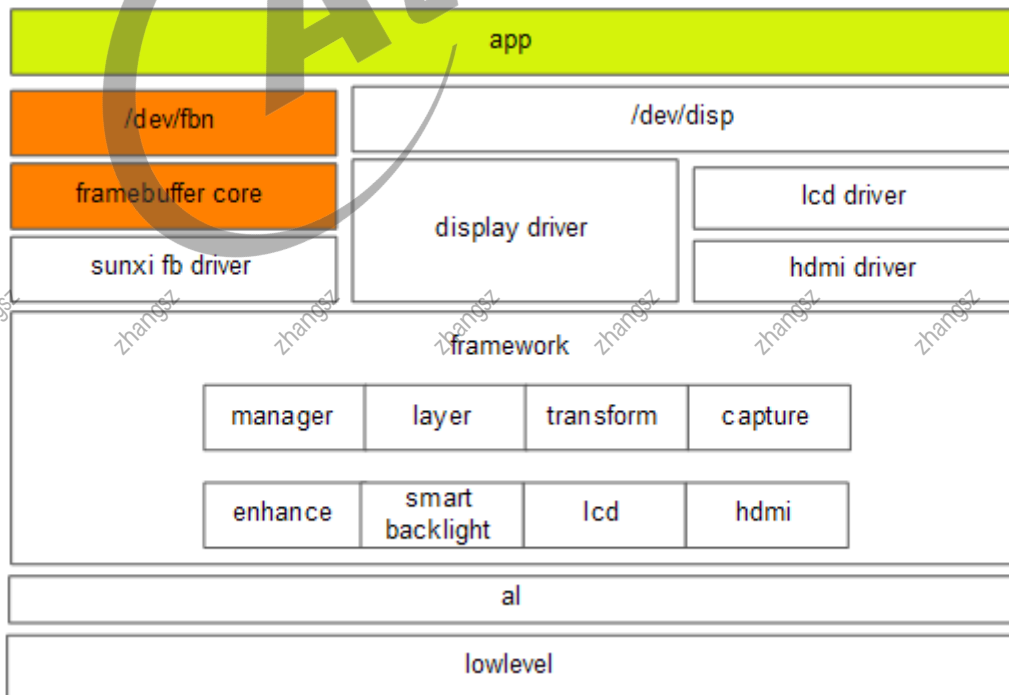 app
/dev/fbn
/dev/disp
framebuffer core
display driver
lcd driver
sunxi fb driver
hdmi driver
zhangsz
zhangsz
zhangsz
zhangsz
zhangsz
zhangsz
framework
manager
layer
transform
capture
enhance
smart
backlight
lcd
hdmi
al
lowlevel